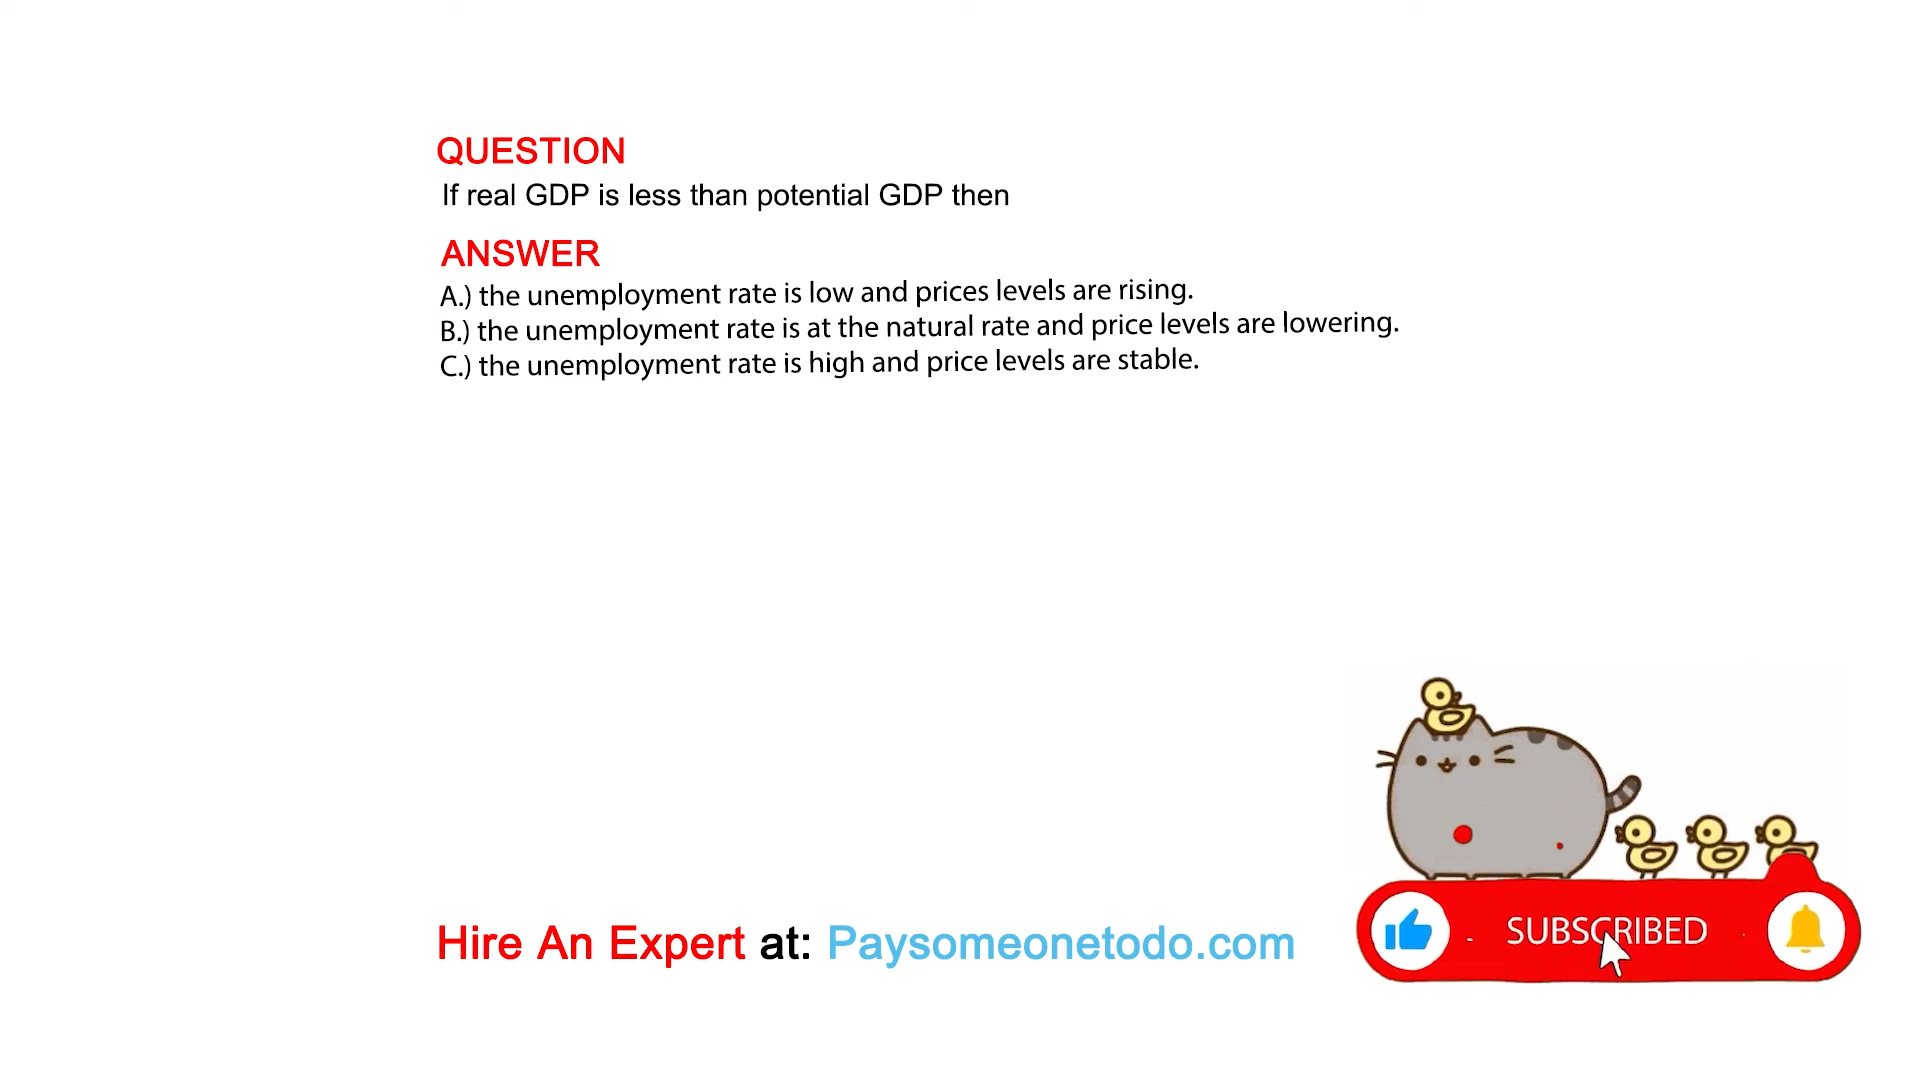 QUESTION
If real GDP is less than potential GDP then
ANSWER
A.) the unemployment rate is low and prices levels are rising.
B.) the unemployment rate is at the natural rate and price levels are lowering.
C.) the unemployment rate is high and price levels are stable.
Hire An Expert at: Paysomeonetodo.com
SUBSCRIBED